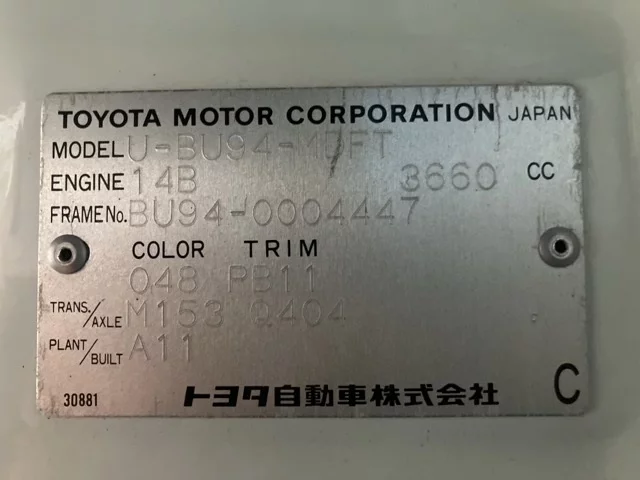 TOYOTA MOTOR CORPORATION JAPAN
MODEL U-BU94-MDFT
ENGINE 14B 3660 CC
FRAME No. BU94-0004447
COLOR TRIM
048 PB11
TRANS./AXLE M153 Q404
PLANT/BUILT A11
30881 トヨタ自動車株式会社 C